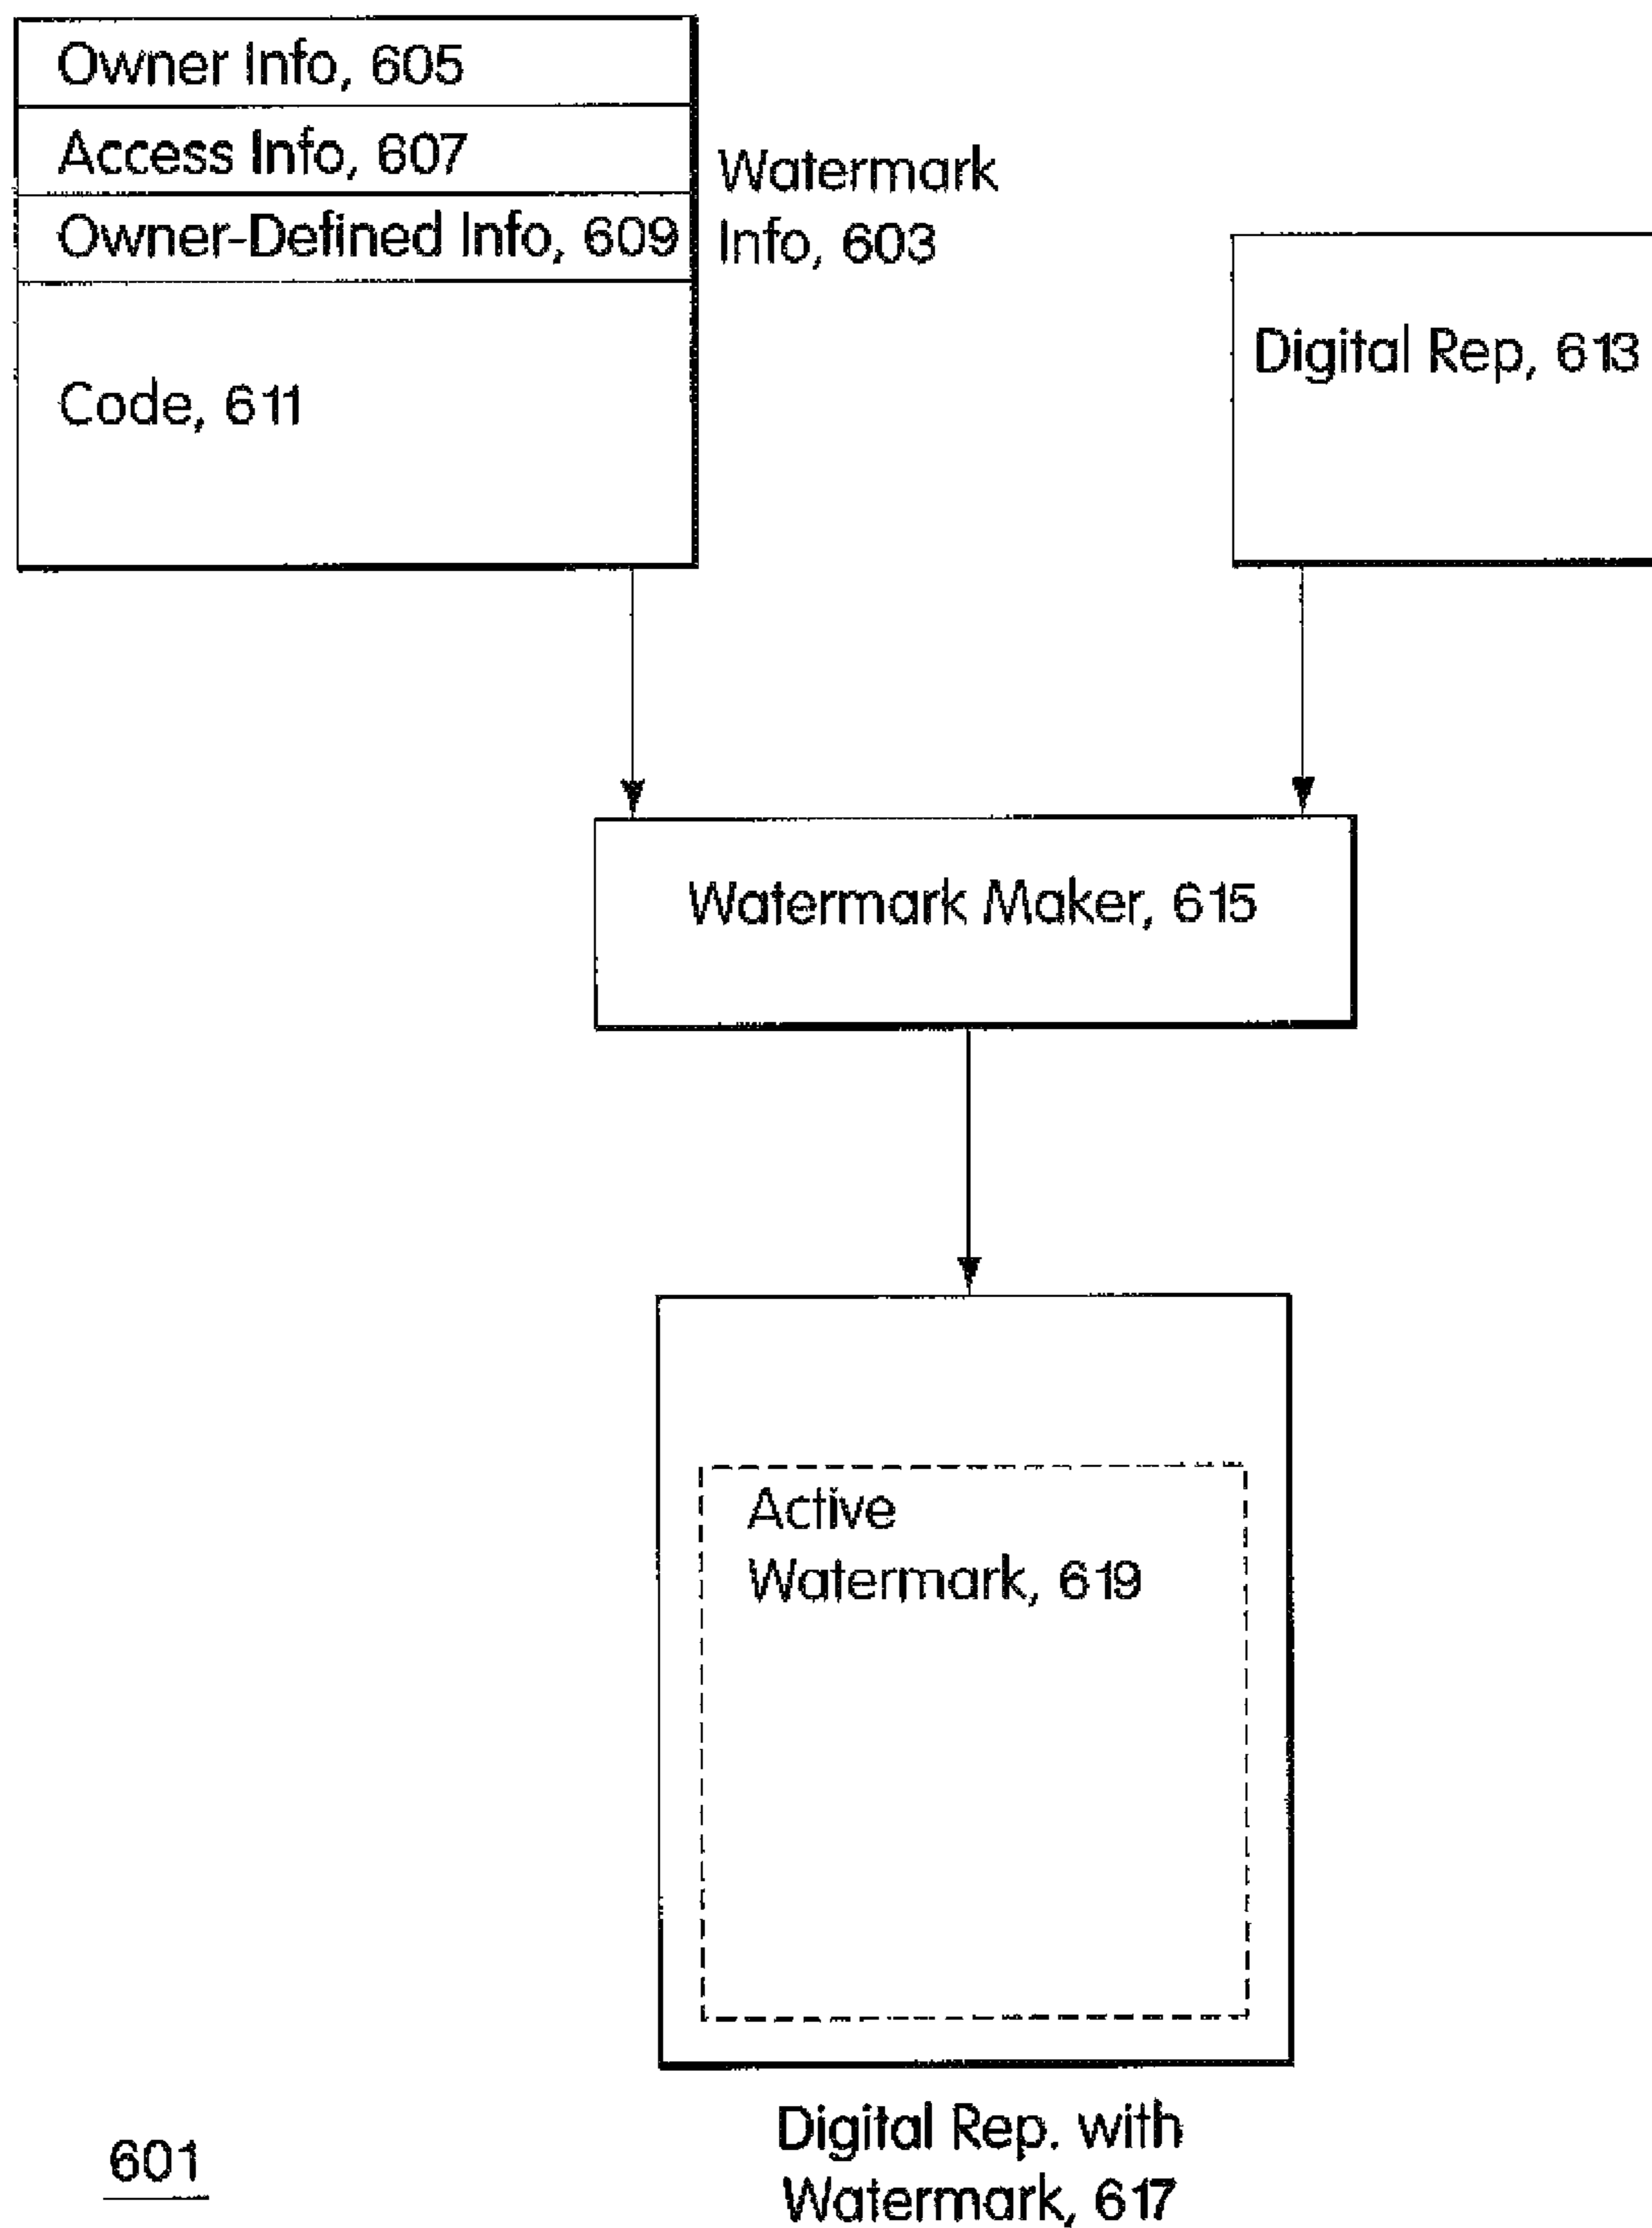 Owner Info, 605
Access Info, 607
Owner-Defined Info, 609
Code, 611
Watermark
Info, 603
Digital Rep, 613
Watermark Maker, 615
Active
Watermark, 619
Digital Rep. with
Watermark, 617
601